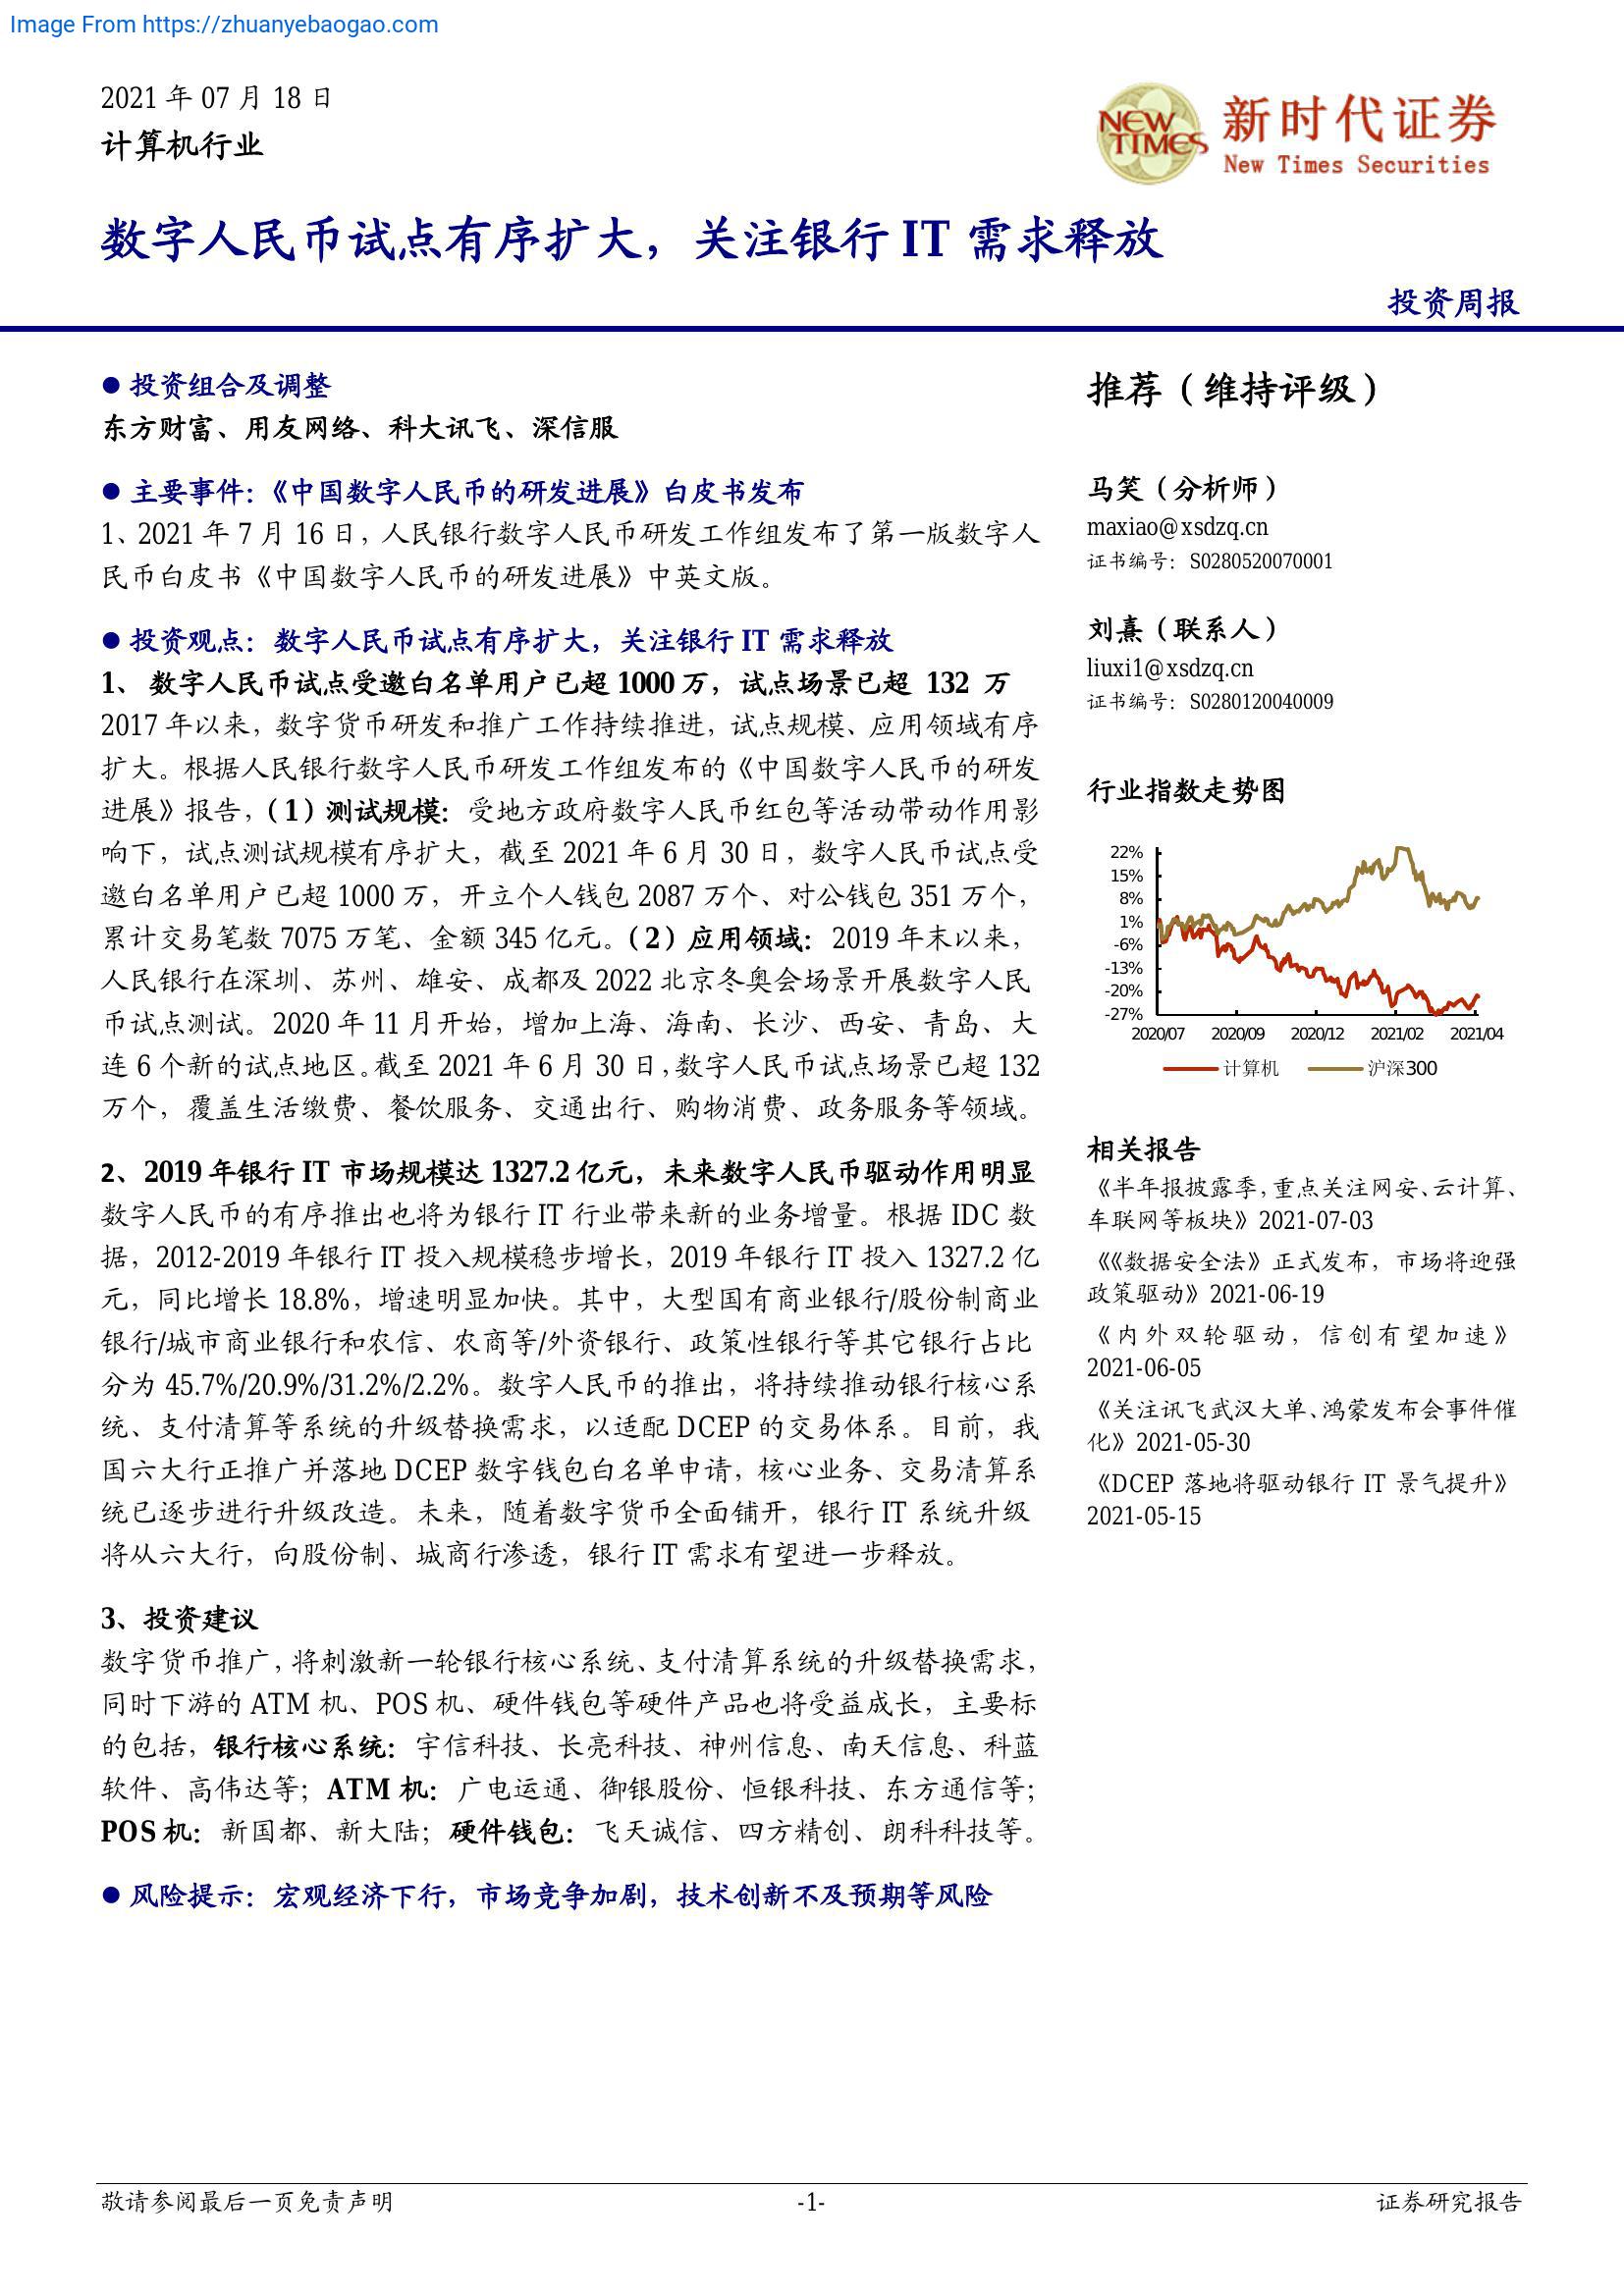 Image From https://zhuanyebaogao.com
2021 年 07 月 18 日
计算机行业
NEW TIMES
新时代证券
New Times Securities
数字人民币试点有序扩大，关注银行 IT 需求释放
投资周报
● 投资组合及调整
东方财富、用友网络、科大讯飞、深信服
● 主要事件：《中国数字人民币的研发进展》白皮书发布
1、2021 年 7 月 16 日，人民银行数字人民币研发工作组发布了第一版数字人
民币白皮书《中国数字人民币的研发进展》中英文版。
● 投资观点：数字人民币试点有序扩大，关注银行 IT 需求释放
1、 数字人民币试点受邀白名单用户已超 1000 万，试点场景已超 132 万
2017 年以来，数字货币研发和推广工作持续推进，试点规模、应用领域有序
扩大。根据人民银行数字人民币研发工作组发布的《中国数字人民币的研发
进展》报告，（1）测试规模：受地方政府数字人民币红包等活动带动作用影
响下，试点测试规模有序扩大，截至 2021 年 6 月 30 日，数字人民币试点受
邀白名单用户已超 1000 万，开立个人钱包 2087 万个、对公钱包 351 万个，
累计交易笔数 7075 万笔、金额 345 亿元。（2）应用领域：2019 年末以来，
人民银行在深圳、苏州、雄安、成都及 2022 北京冬奥会场景开展数字人民
币试点测试。2020 年 11 月开始，增加上海、海南、长沙、西安、青岛、大
连 6 个新的试点地区。截至 2021 年 6 月 30 日，数字人民币试点场景已超 132
万个，覆盖生活缴费、餐饮服务、交通出行、购物消费、政务服务等领域。
2、2019 年银行 IT 市场规模达 1327.2 亿元，未来数字人民币驱动作用明显
数字人民币的有序推出也将为银行 IT 行业带来新的业务增量。根据 IDC 数
据，2012-2019 年银行 IT 投入规模稳步增长，2019 年银行 IT 投入 1327.2 亿
元，同比增长 18.8%，增速明显加快。其中，大型国有商业银行/股份制商业
银行/城市商业银行和农信、农商等/外资银行、政策性银行等其它银行占比
分为 45.7%/20.9%/31.2%/2.2%。数字人民币的推出，将持续推动银行核心系
统、支付清算等系统的升级替换需求，以适配 DCEP 的交易体系。目前，我
国六大行正推广并落地 DCEP 数字钱包白名单申请，核心业务、交易清算系
统已逐步进行升级改造。未来，随着数字货币全面铺开，银行 IT 系统升级
将从六大行，向股份制、城商行渗透，银行 IT 需求有望进一步释放。
3、投资建议
数字货币推广，将刺激新一轮银行核心系统、支付清算系统的升级替换需求，
同时下游的 ATM 机、POS 机、硬件钱包等硬件产品也将受益成长，主要标
的包括，银行核心系统：宇信科技、长亮科技、神州信息、南天信息、科蓝
软件、高伟达等；ATM 机：广电运通、御银股份、恒银科技、东方通信等；
POS 机：新国都、新大陆；硬件钱包：飞天诚信、四方精创、朗科科技等。
● 风险提示：宏观经济下行，市场竞争加剧，技术创新不及预期等风险
推荐（维持评级）
马笑（分析师）
maxiao@xsdzq.cn
证书编号：S0280520070001
刘熹（联系人）
liuxi1@xsdzq.cn
证书编号：S0280120040009
行业指数走势图
22%
15%
8%
1%
-6%
-13%
-20%
-27%
2020/07 2020/09 2020/12 2021/02 2021/04
计算机 沪深300
相关报告
《半年报披露季，重点关注网安、云计算、
车联网等板块》2021-07-03
《《数据安全法》正式发布，市场将迎强
政策驱动》2021-06-19
《内外双轮驱动，信创有望加速》
2021-06-05
《关注讯飞武汉大单、鸿蒙发布会事件催
化》2021-05-30
《DCEP 落地将驱动银行 IT 景气提升》
2021-05-15
敬请参阅最后一页免责声明 -1- 证券研究报告